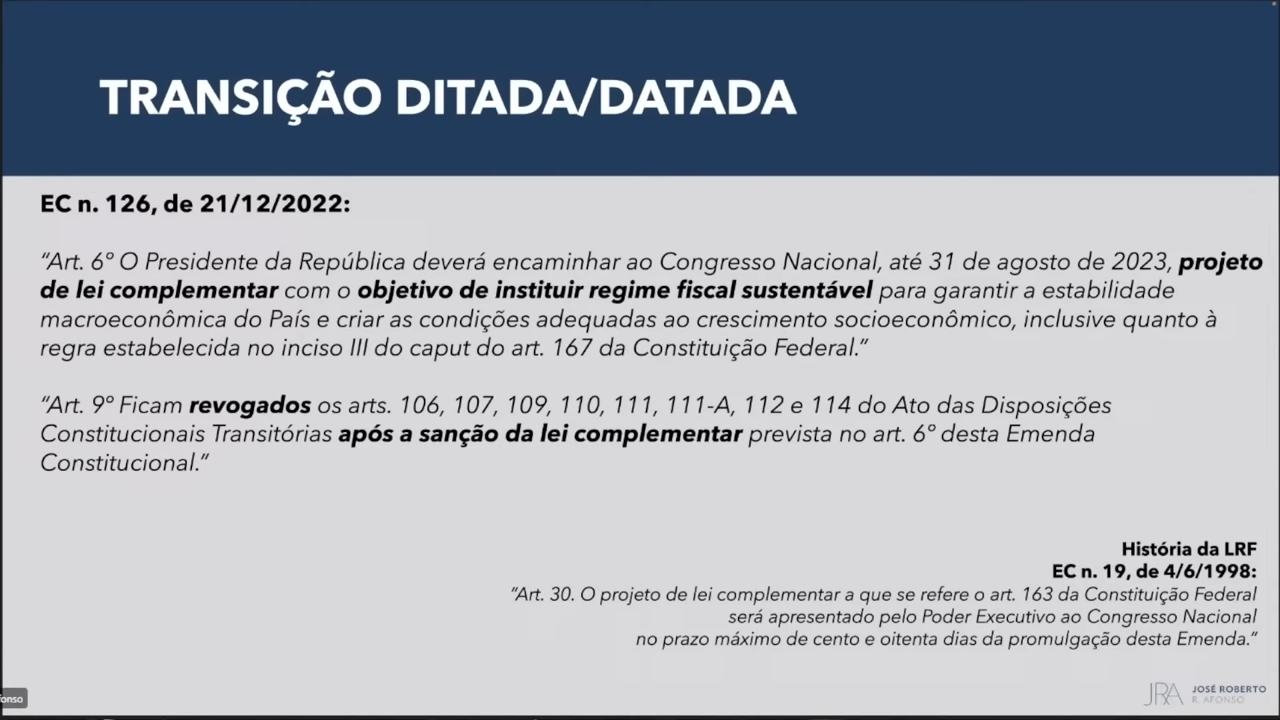 TRANSIÇÃO DITADA/DATADA
EC n. 126, de 21/12/2022:
“Art. 6º O Presidente da República deverá encaminhar ao Congresso Nacional, até 31 de agosto de 2023, projeto
de lei complementar com o objetivo de instituir regime fiscal sustentável para garantir a estabilidade
macroeconômica do País e criar as condições adequadas ao crescimento socioeconômico, inclusive quanto à
regra estabelecida no inciso III do caput do art. 167 da Constituição Federal.”
“Art. 9º Ficam revogados os arts. 106, 107, 109, 110, 111, 111-A, 112 e 114 do Ato das Disposições
Constitucionais Transitórias após a sanção da lei complementar prevista no art. 6º desta Emenda
Constitucional.”
História da LRF
EC n. 19, de 4/6/1998:
“Art. 30. O projeto de lei complementar a que se refere o art. 163 da Constituição Federal
será apresentado pelo Poder Executivo ao Congresso Nacional
no prazo máximo de cento e oitenta dias da promulgação desta Emenda.”
JRA JOSÉ ROBERTO
R. AFONSO
fonso